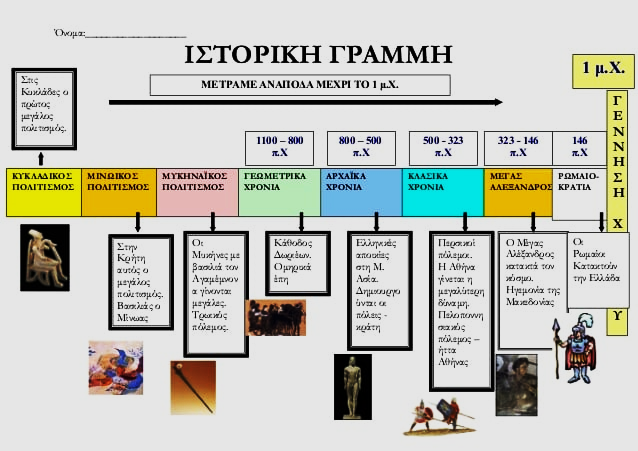 Όνομα:____________________
ΙΣΤΟΡΙΚΗ ΓΡΑΜΜΗ
1 μ.Χ.
ΜΕΤΡΑΜΕ ΑΝΑΠΟΔΑ ΜΕΧΡΙ ΤΟ 1 μ.Χ.
Στις
Κυκλάδες ο
πρώτος
μεγάλος
πολιτισμός.
1100 – 800
π.Χ
800 – 500
π.Χ
500 - 323
π.Χ
323 - 146
π.Χ
146
π.Χ
ΚΥΚΛΑΔΙΚΟΣ
ΠΟΛΙΤΙΣΜΟΣ
ΜΙΝΩΙΚΟΣ
ΠΟΛΙΤΙΣΜΟΣ
ΜΥΚΗΝΑΪΚΟΣ
ΠΟΛΙΤΙΣΜΟΣ
ΓΕΩΜΕΤΡΙΚΑ
ΧΡΟΝΙΑ
ΑΡΧΑΪΚΑ
ΧΡΟΝΙΑ
ΚΛΑΣΙΚΑ
ΧΡΟΝΙΑ
ΜΕΓΑΣ
ΑΛΕΞΑΝΔΡΟΣ
ΡΩΜΑΙΟ-
ΚΡΑΤΙΑ
Γ
Ε
Ν
Ν
Η
Σ
Η
Χ
Υ
Στην
Κρήτη
αυτός ο
μεγάλος
πολιτισμός.
Βασιλιάς ο
Μίνωας
Οι
Μυκήνες με
βασιλιά τον
Αγαμέμνον
α γίνονται
μεγάλες.
Τρωικός
πόλεμος.
Κάθοδος
Δωριέων.
Ομηρικά
έπη
Ελληνικές
αποικίες
στη Μ.
Ασία.
Δημιουργο
ύνται οι
πόλεις -
κράτη
Περσικοί
πόλεμοι.
Η Αθήνα
γίνεται η
μεγαλύτερη
δύναμη.
Πελοποννη
σιακός
πόλεμος –
ήττα
Αθήνας
Ο Μέγας
Αλέξανδρος
κατακτά τον
κόσμο.
Ηγεμονία της
Μακεδονίας
Οι
Ρωμαίοι
Κατακτούν
την Ελλάδα